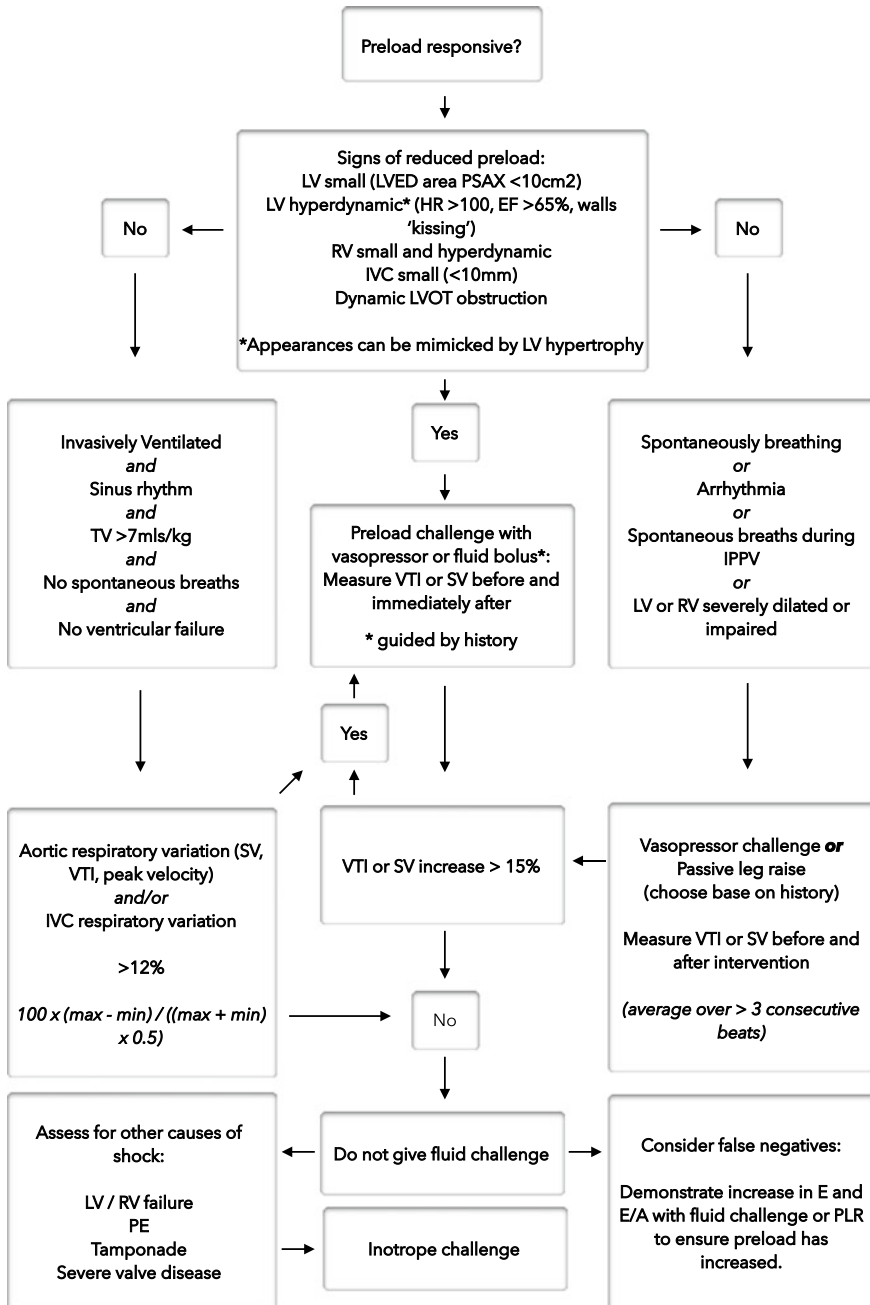 Preload responsive?
Signs of reduced preload:
LV small (LVED area PSAX <10cm2)
LV hyperdynamic* (HR >100, EF >65%, walls
‘kissing’)
RV small and hyperdynamic
IVC small (<10mm)
Dynamic LVOT obstruction
*Appearances can be mimicked by LV hypertrophy
No
No
Yes
Invasively Ventilated
and
Sinus rhythm
and
TV >7mls/kg
and
No spontaneous breaths
and
No ventricular failure
Preload challenge with
vasopressor or fluid bolus*:
Measure VTI or SV before and
immediately after
* guided by history
Spontaneously breathing
or
Arrhythmia
or
Spontaneous breaths during
IPPV
or
LV or RV severely dilated or
impaired
Yes
Aortic respiratory variation (SV,
VTI, peak velocity)
and/or
IVC respiratory variation
>12%
100 x (max - min) / ((max + min)
x 0.5)
VTI or SV increase > 15%
Vasopressor challenge or
Passive leg raise
(choose base on history)
Measure VTI or SV before and
after intervention
(average over > 3 consecutive
beats)
No
Assess for other causes of
shock:
LV / RV failure
PE
Tamponade
Severe valve disease
Do not give fluid challenge
Inotrope challenge
Consider false negatives:
Demonstrate increase in E and
E/A with fluid challenge or PLR
to ensure preload has
increased.